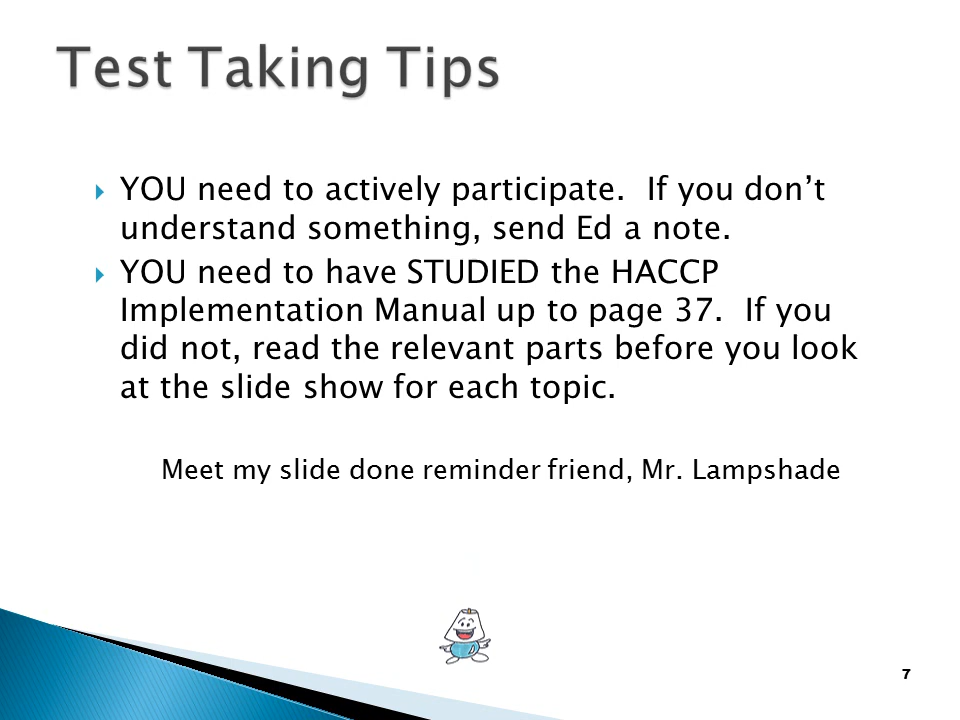 Test Taking Tips
YOU need to actively participate.  If you don’t
understand something, send Ed a note.
YOU need to have STUDIED the HACCP
Implementation Manual up to page 37.  If you
did not, read the relevant parts before you look
at the slide show for each topic.
Meet my slide done reminder friend, Mr. Lampshade
7